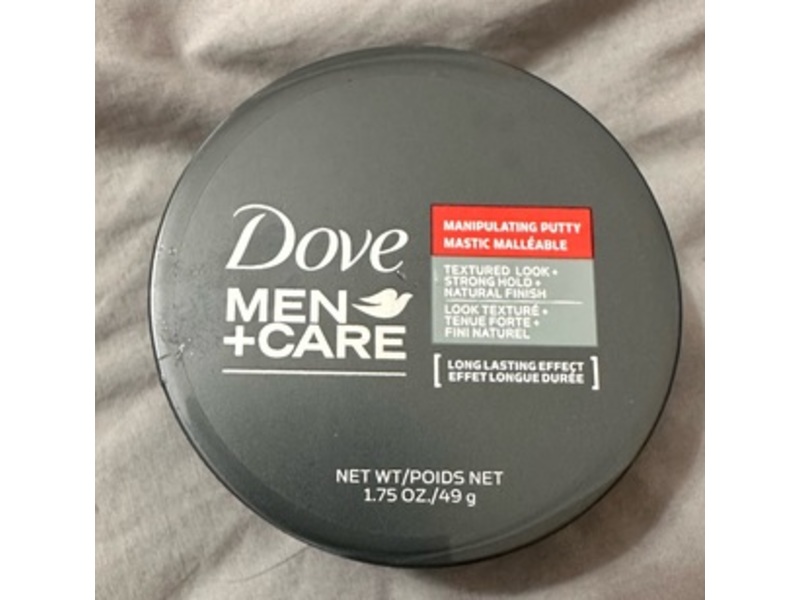 Dove
MEN
+CARE
MANIPULATING PUTTY
MASTIC MALLÉABLE
TEXTURED LOOK +
STRONG HOLD +
NATURAL FINISH
LOOK TEXTURÉ +
TENUE FORTE +
FINI NATUREL
[ LONG LASTING EFFECT
EFFET LONGUE DURÉE ]
NET WT/POIDS NET
1.75 OZ./49 g